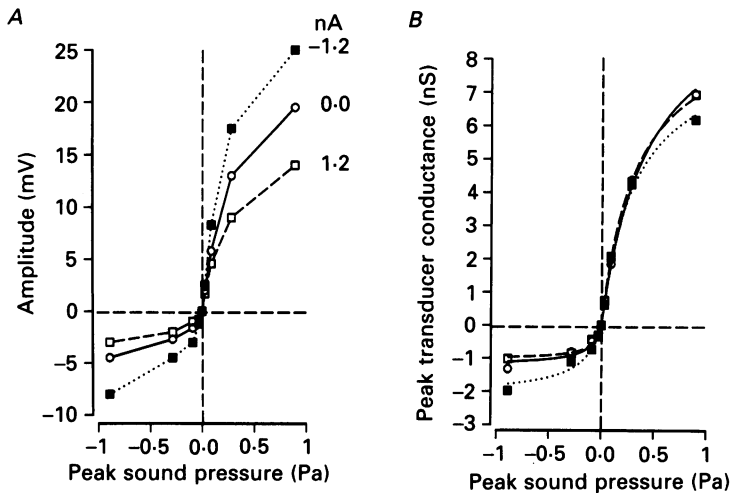 A
nA
25
20
15
10
5
0
−5
−10
−1·2
0·0
1·2
Amplitude (mV)
−1 −0·5 0·0 0·5 1
Peak sound pressure (Pa)
B
8
7
6
5
4
3
2
1
0
−1
−2
−3
Peak transducer conductance (nS)
−1 −0·5 0·0 0·5 1
Peak sound pressure (Pa)